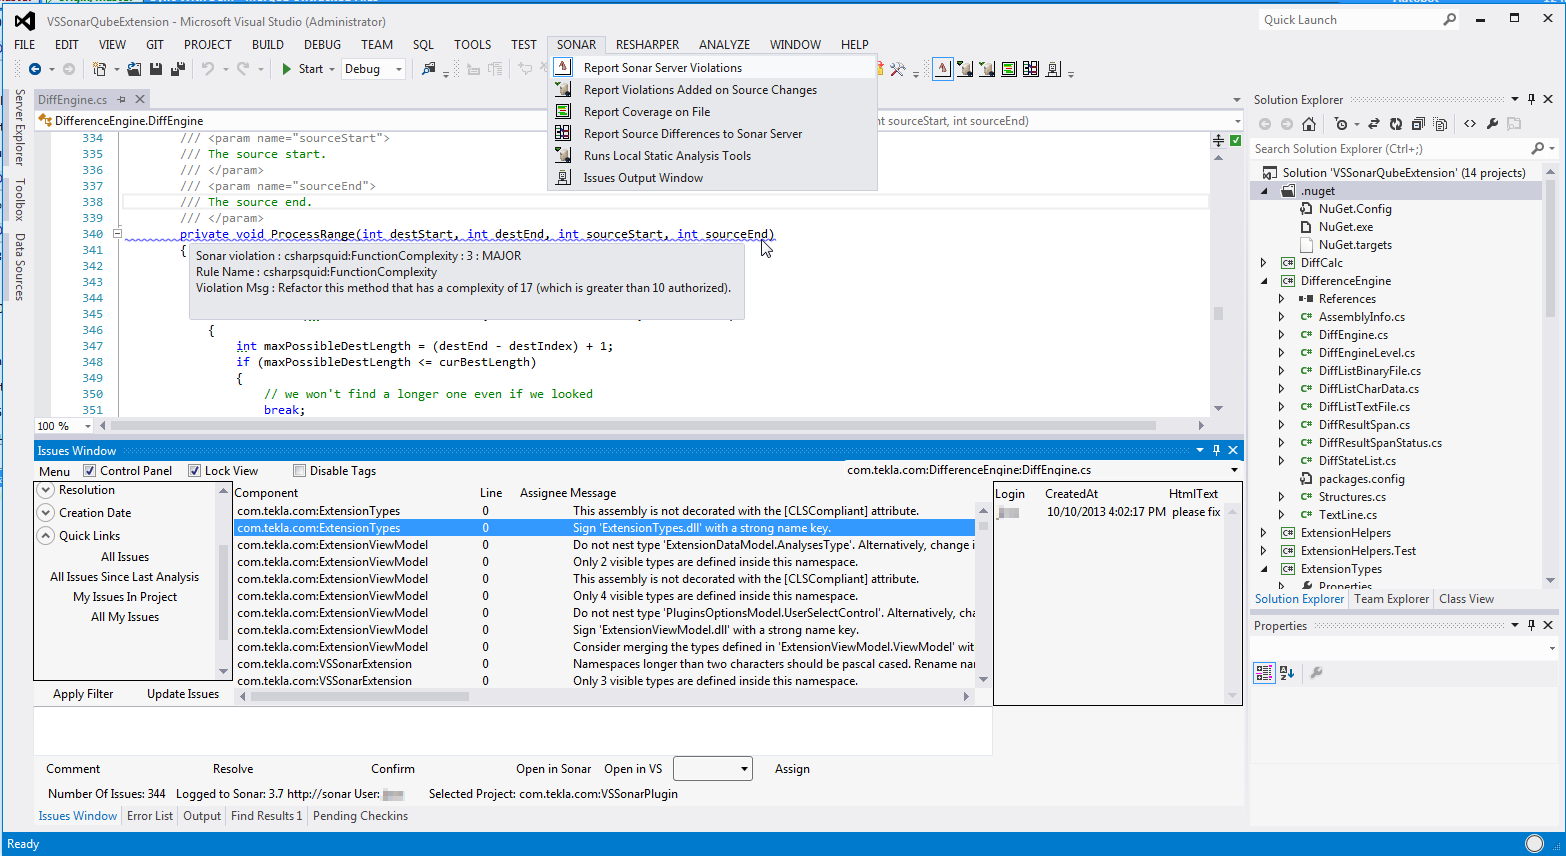 VSSonarQubeExtension - Microsoft Visual Studio (Administrator)
Quick Launch
FILE EDIT VIEW GIT PROJECT BUILD DEBUG TEAM SQL TOOLS TEST SONAR RESHARPER ANALYZE WINDOW HELP
Start Debug
Report Sonar Server Violations
Report Violations Added on Source Changes
Report Coverage on File
Report Source Differences to Sonar Server
Runs Local Static Analysis Tools
Issues Output Window
Server Explorer
Toolbox
Data Sources
DiffEngine.cs
DifferenceEngine.DiffEngine
int sourceStart, int sourceEnd)
334 /// <param name="sourceStart">
335 /// The source start.
336 /// </param>
337 /// <param name="sourceEnd">
338 /// The source end.
339 /// </param>
340 private void ProcessRange(int destStart, int destEnd, int sourceStart, int sourceEnd)
341 {
342
343
344
345
Sonar violation : csharpsquid:FunctionComplexity : 3 : MAJOR
Rule Name : csharpsquid:FunctionComplexity
Violation Msg : Refactor this method that has a complexity of 17 (which is greater than 10 authorized).
346 {
347 int maxPossibleDestLength = (destEnd - destIndex) + 1;
348 if (maxPossibleDestLength <= curBestLength)
349 {
350 // we won't find a longer one even if we looked
351 break;
100 %
Issues Window
Menu Control Panel Lock View Disable Tags
com.tekla.com:DifferenceEngine:DiffEngine.cs
Resolution
Creation Date
Quick Links
All Issues
All Issues Since Last Analysis
My Issues In Project
All My Issues
Apply Filter Update Issues
Component Line Assignee Message
com.tekla.com:ExtensionTypes 0 This assembly is not decorated with the [CLSCompliant] attribute.
com.tekla.com:ExtensionTypes 0 Sign 'ExtensionTypes.dll' with a strong name key.
com.tekla.com:ExtensionViewModel 0 Do not nest type 'ExtensionDataModel.AnalysesType'. Alternatively, change i
com.tekla.com:ExtensionViewModel 0 Only 2 visible types are defined inside this namespace.
com.tekla.com:ExtensionViewModel 0 This assembly is not decorated with the [CLSCompliant] attribute.
com.tekla.com:ExtensionViewModel 0 Only 4 visible types are defined inside this namespace.
com.tekla.com:ExtensionViewModel 0 Do not nest type 'PluginsOptionsModel.UserSelectControl'. Alternatively, cha
com.tekla.com:ExtensionViewModel 0 Sign 'ExtensionViewModel.dll' with a strong name key.
com.tekla.com:ExtensionViewModel 0 Consider merging the types defined in 'ExtensionViewModel.ViewModel' wit
com.tekla.com:VSSonarExtension 0 Namespaces longer than two characters should be pascal cased. Rename nar
com.tekla.com:VSSonarExtension 0 Only 3 visible types are defined inside this namespace.
Login CreatedAt HtmlText
10/10/2013 4:02:17 PM please fix
Comment Resolve Confirm Open in Sonar Open in VS Assign
Number Of Issues: 344 Logged to Sonar: 3.7 http://sonar User: Selected Project: com.tekla.com:VSSonarPlugin
Issues Window Error List Output Find Results 1 Pending Checkins
Ready
Solution Explorer
Search Solution Explorer (Ctrl+;)
Solution 'VSSonarQubeExtension' (14 projects)
.nuget
NuGet.Config
NuGet.exe
NuGet.targets
DiffCalc
DifferenceEngine
References
AssemblyInfo.cs
DiffEngine.cs
DiffEngineLevel.cs
DiffListBinaryFile.cs
DiffListCharData.cs
DiffListTextFile.cs
DiffResultSpan.cs
DiffResultSpanStatus.cs
DiffStateList.cs
packages.config
Structures.cs
TextLine.cs
ExtensionHelpers
ExtensionHelpers.Test
ExtensionTypes
Properties
Solution Explorer Team Explorer Class View
Properties